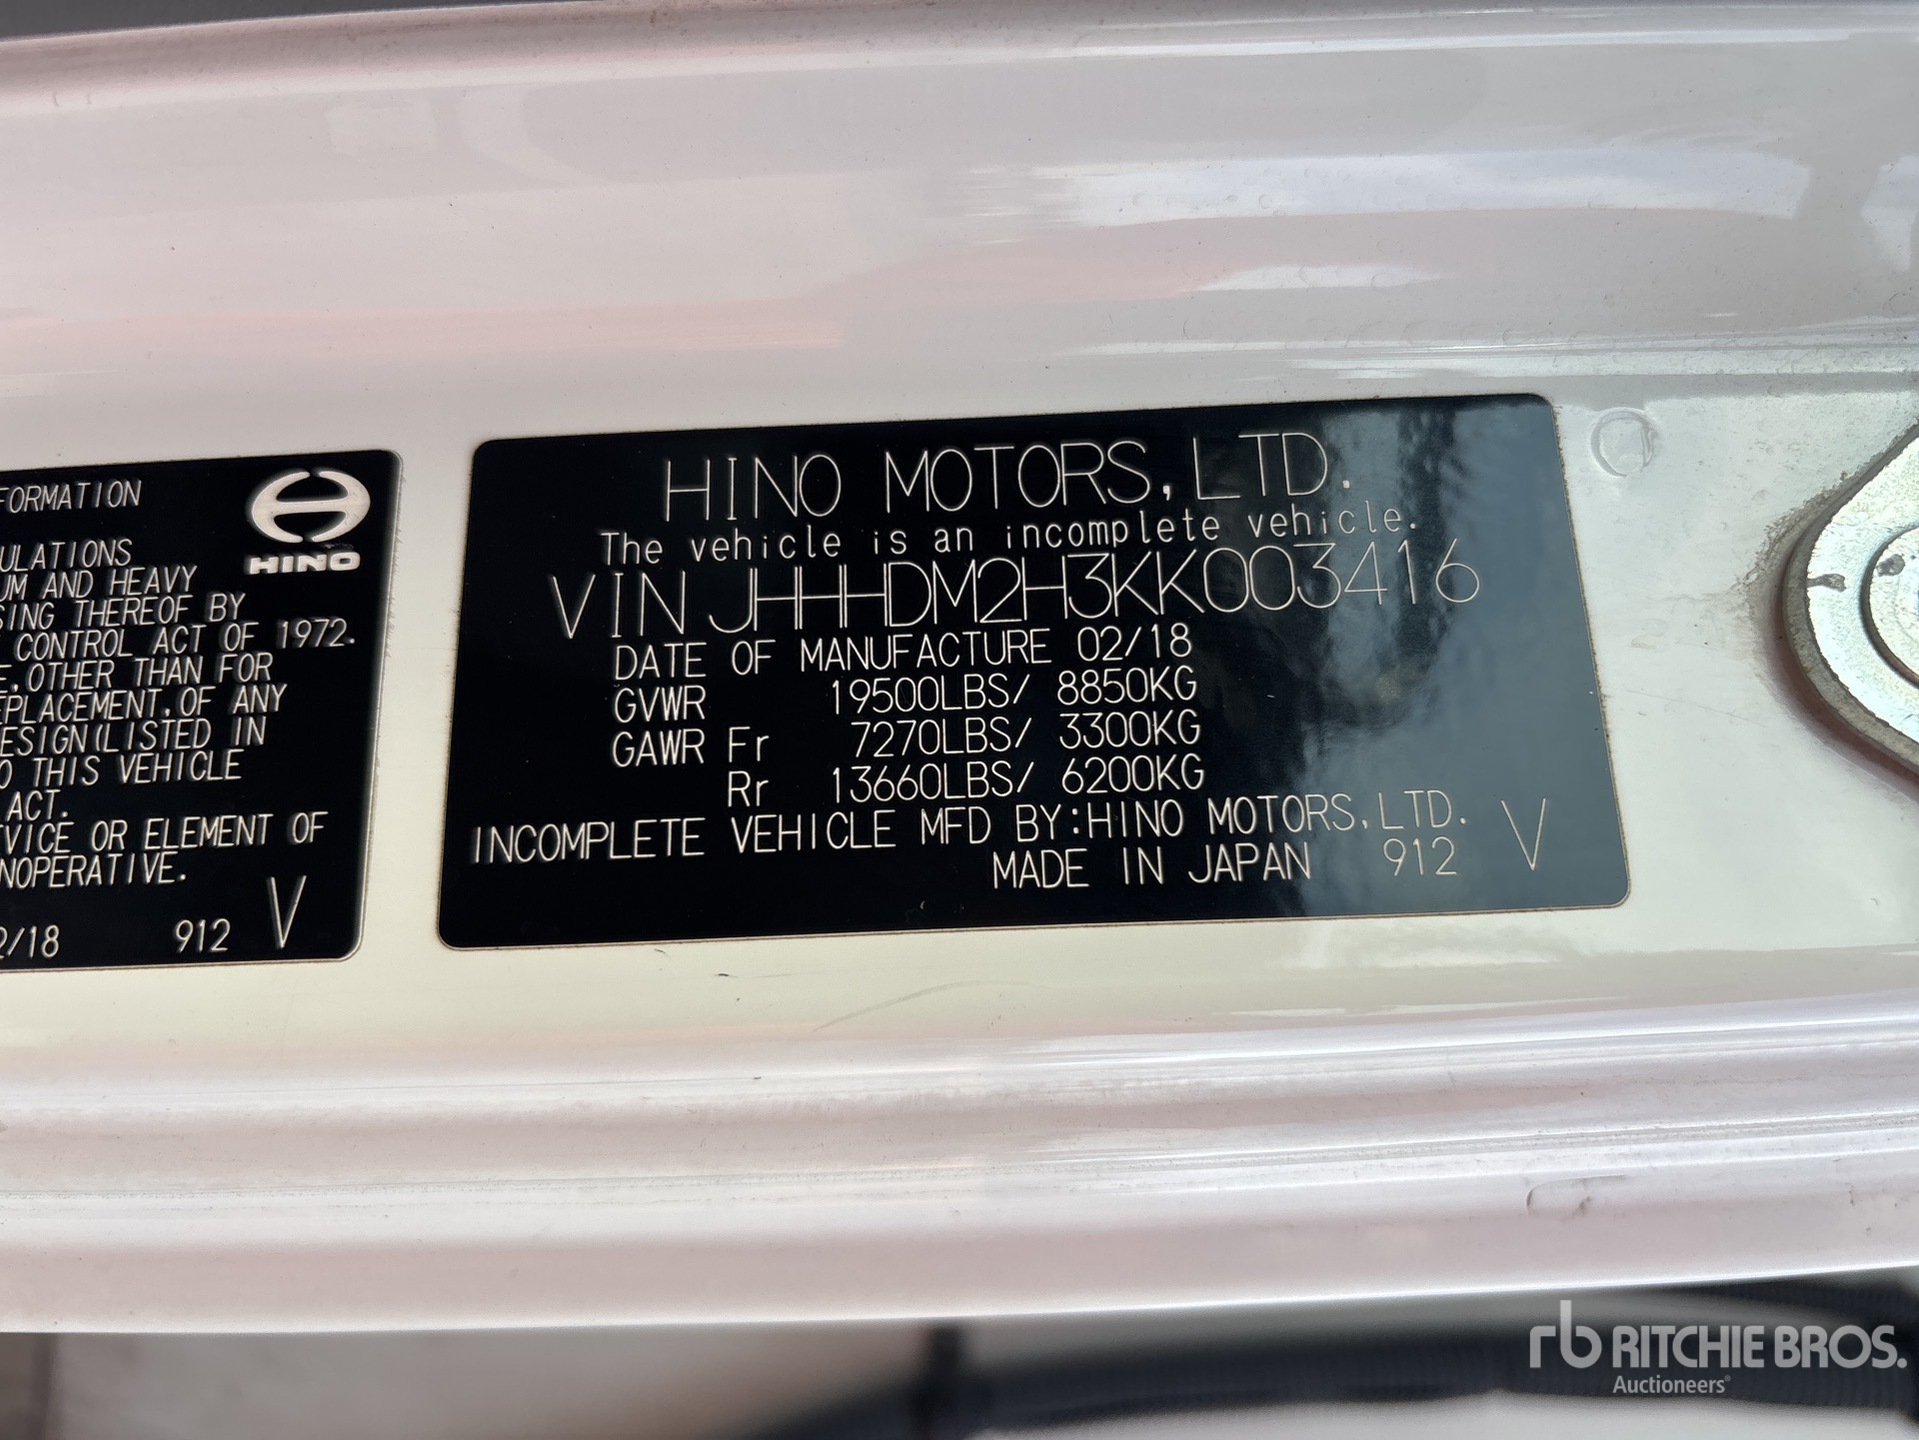 FORMATION
HINO
ULATIONS
UM AND HEAVY
SING THEREOF BY
CONTROL ACT OF 1972.
E, OTHER THAN FOR
EPLACEMENT, OF ANY
ESIGN(LISTED IN
O THIS VEHICLE
ACT.
VICE OR ELEMENT OF
NOPERATIVE.
2/18 912 V
HINO MOTORS, LTD.
The vehicle is an incomplete vehicle.
VIN JHHHDM2H3KK003416
DATE OF MANUFACTURE 02/18
GVWR 19500LBS/ 8850KG
GAWR Fr 7270LBS/ 3300KG
Rr 13660LBS/ 6200KG
INCOMPLETE VEHICLE MFD BY:HINO MOTORS, LTD.
MADE IN JAPAN 912 V
rb RITCHIE BROS.
Auctioneers®